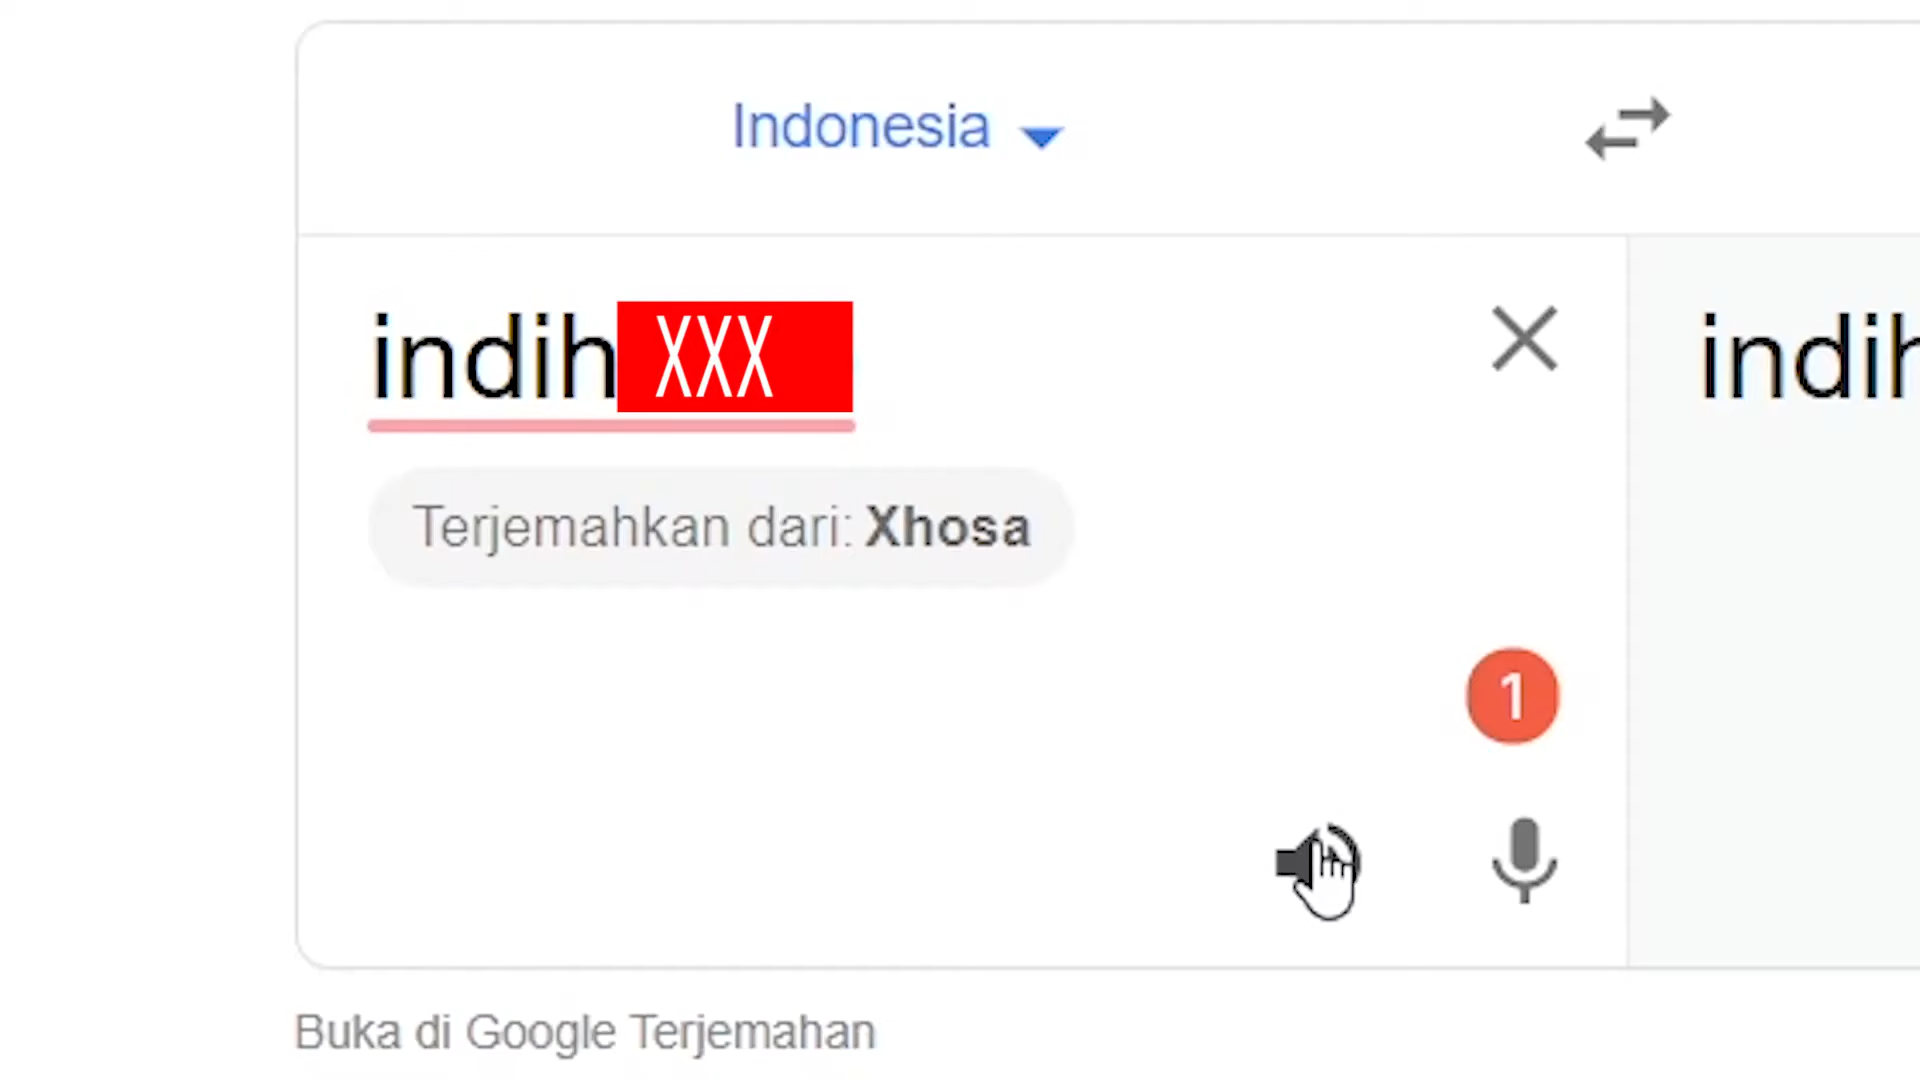 Indonesia
indih XXX
indih
Terjemahkan dari: Xhosa
1
Buka di Google Terjemahan